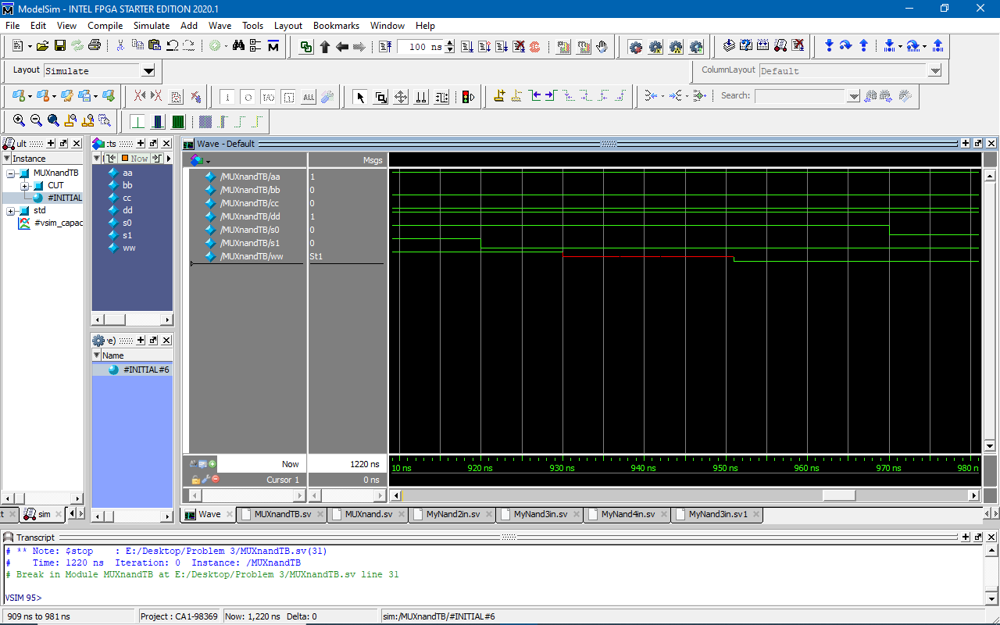 ModelSim - INTEL FPGA STARTER EDITION 2020.1
File Edit View Compile Simulate Add Wave Tools Layout Bookmarks Window Help
100 ns
Layout Simulate
ColumnLayout Default
Search:
ult
Instance
MUXnandTB
CUT
#INITIAL
std
#vsim_capac
sim
:ts
Now
aa
bb
cc
dd
s0
s1
ww
Name
#INITIAL#6
Wave - Default
Msgs
/MUXnandTB/aa 1
/MUXnandTB/bb 0
/MUXnandTB/cc 0
/MUXnandTB/dd 1
/MUXnandTB/s0 0
/MUXnandTB/s1 0
/MUXnandTB/ww St1
Now 1220 ns
Cursor 1 0 ns
10 ns 920 ns 930 ns 940 ns 950 ns 960 ns 970 ns 980 n
Wave MUXnandTB.sv MUXnand.sv MyNand2in.sv MyNand3in.sv MyNand4in.sv MyNand3in.sv1
Transcript
# ** Note: $stop : E:/Desktop/Problem 3/MUXnandTB.sv(31)
# Time: 1220 ns Iteration: 0 Instance: /MUXnandTB
# Break in Module MUXnandTB at E:/Desktop/Problem 3/MUXnandTB.sv line 31
VSIM 95>
909 ns to 981 ns Project : CA1-98369 Now: 1,220 ns Delta: 0 sim:/MUXnandTB/#INITIAL#6